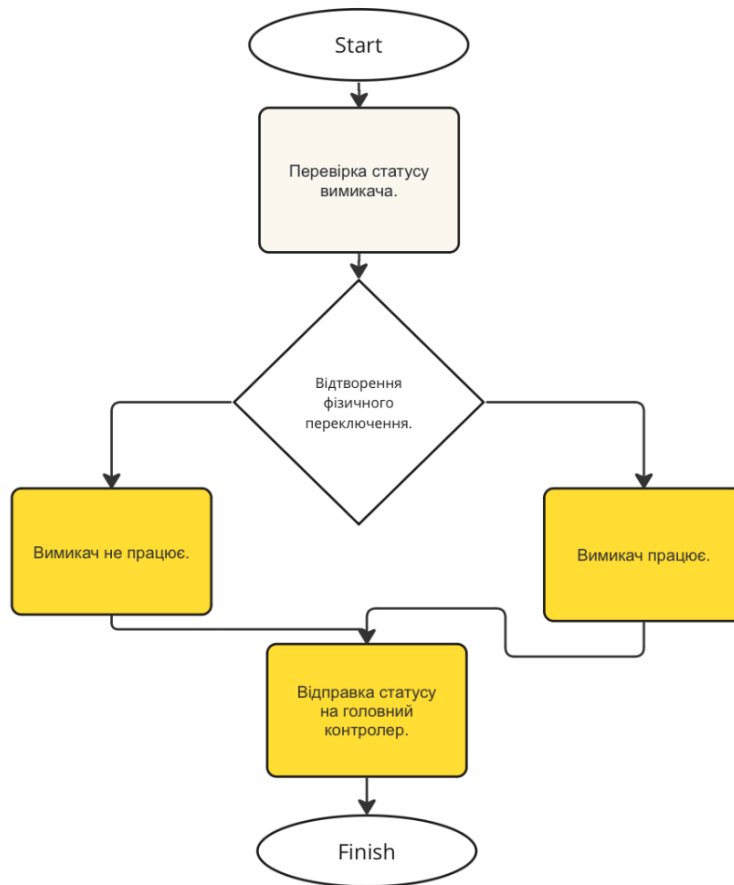 Start
Перевірка статусу
вимикача.
Відтворення
фізичного
переключення.
Вимикач не працює.
Вимикач працює.
Відправка статусу
на головний
контролер.
Finish